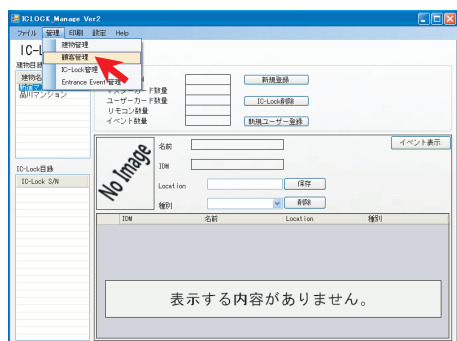 ICLOCK_Manage Ver2
ファイル 管理 印刷 設定 Help
建物管理
顧客管理
IC-Lock管理
Entrance Event管理
IC-L
建物目録
建物名
品川マンション
マスターカード数量
ユーザーカード数量
リモコン数量
イベント数量
新規登録
IC-Lock削除
新規ユーザー登録
イベント表示
No Image
名前
IDM
Location
保存
種別
削除
IC-Lock目録
IC-Lock S/N
IDM 名前 Location 種別
表示する内容がありません。